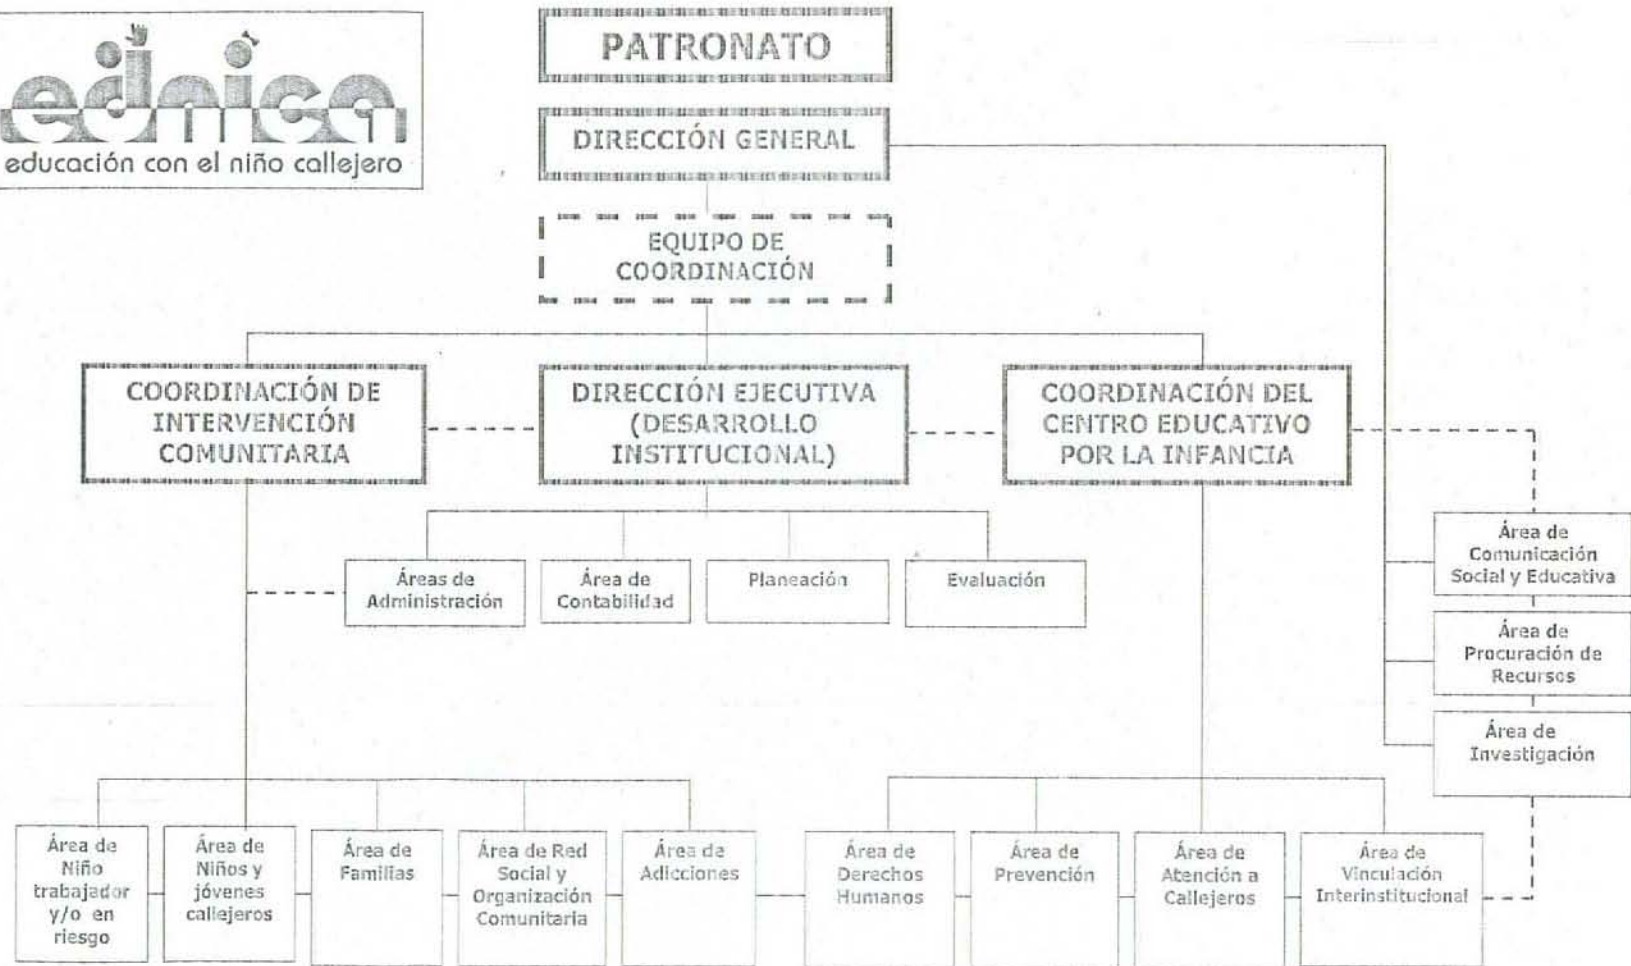 ednica
educación con el niño callejero
PATRONATO
DIRECCIÓN GENERAL
EQUIPO DE
COORDINACIÓN
COORDINACIÓN DE
INTERVENCIÓN
COMUNITARIA
DIRECCIÓN EJECUTIVA
(DESARROLLO
INSTITUCIONAL)
COORDINACIÓN DEL
CENTRO EDUCATIVO
POR LA INFANCIA
Áreas de
Administración
Área de
Contabilidad
Planeación
Evaluación
Área de
Comunicación
Social y Educativa
Área de
Procuración de
Recursos
Área de
Investigación
Área de
Niño
trabajador
y/o en
riesgo
Área de
Niños y
jóvenes
callejeros
Área de
Familias
Área de Red
Social y
Organización
Comunitaria
Área de
Adicciones
Área de
Derechos
Humanos
Área de
Prevención
Área de
Atención a
Callejeros
Área de
Vinculación
Interinstitucional